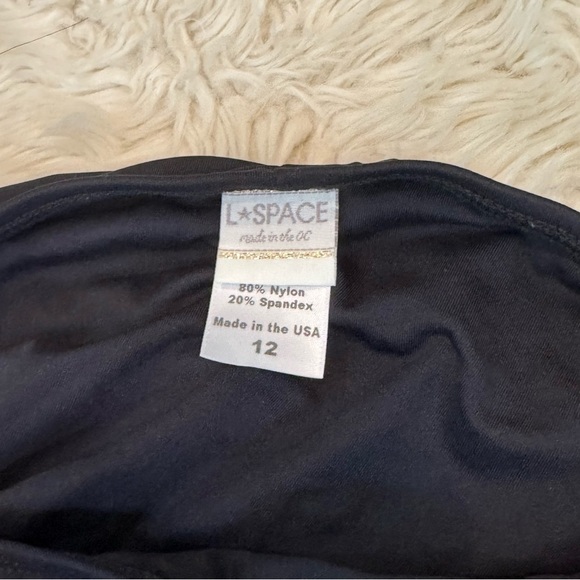 L★SPACE
made in the OC
80% Nylon
20% Spandex
Made in the USA
12